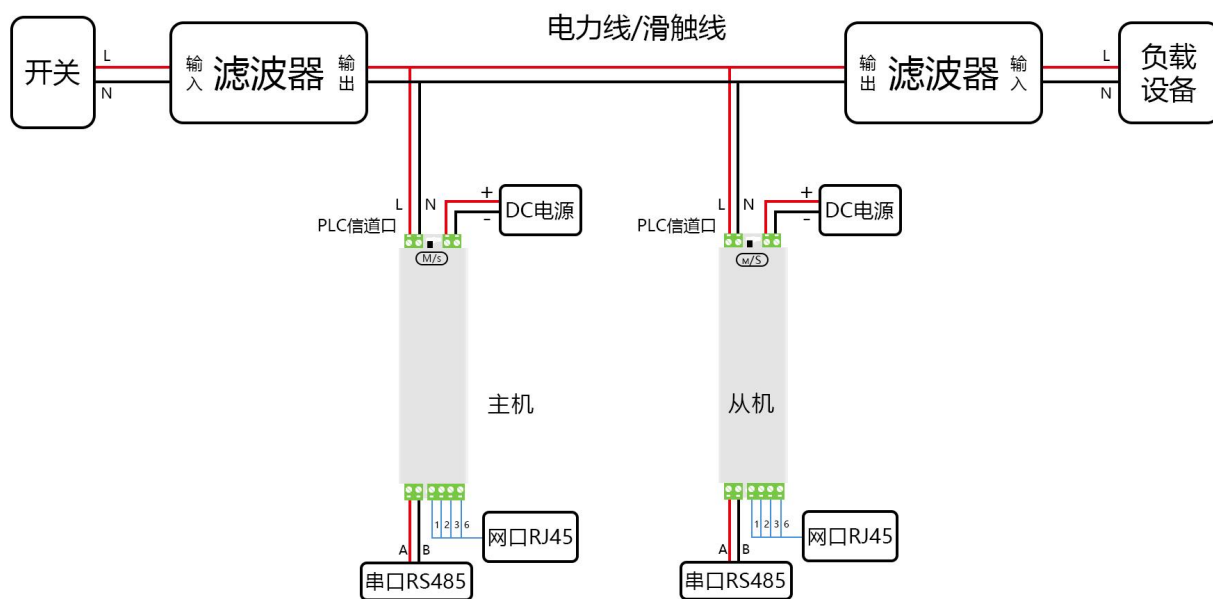 电力线/滑触线
开关
L
N
输入
滤波器
输出
输出
滤波器
输入
L
N
负载
设备
L
N
+
-
DC电源
PLC信道口
M/s
L
N
+
-
DC电源
PLC信道口
M/S
主机
从机
1 2 3 6
网口RJ45
A
B
串口RS485
1 2 3 6
网口RJ45
A
B
串口RS485